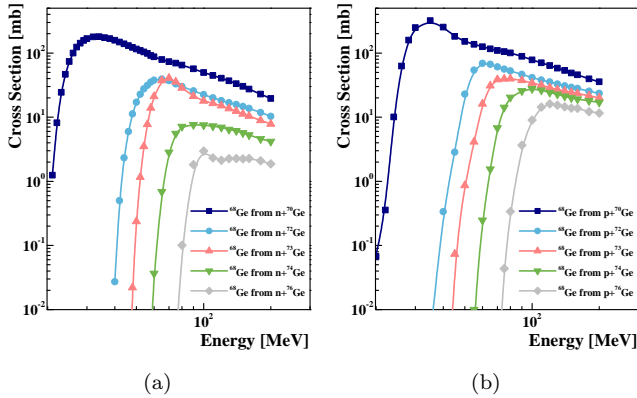 Cross Section [mb]
10²
10
1
10⁻¹
10⁻²
⁶⁸Ge from n+⁷⁰Ge
⁶⁸Ge from n+⁷²Ge
⁶⁸Ge from n+⁷³Ge
⁶⁸Ge from n+⁷⁴Ge
⁶⁸Ge from n+⁷⁶Ge
10²
Energy [MeV]
(a)
Cross Section [mb]
10²
10
1
10⁻¹
10⁻²
⁶⁸Ge from p+⁷⁰Ge
⁶⁸Ge from p+⁷²Ge
⁶⁸Ge from p+⁷³Ge
⁶⁸Ge from p+⁷⁴Ge
⁶⁸Ge from p+⁷⁶Ge
10²
Energy [MeV]
(b)